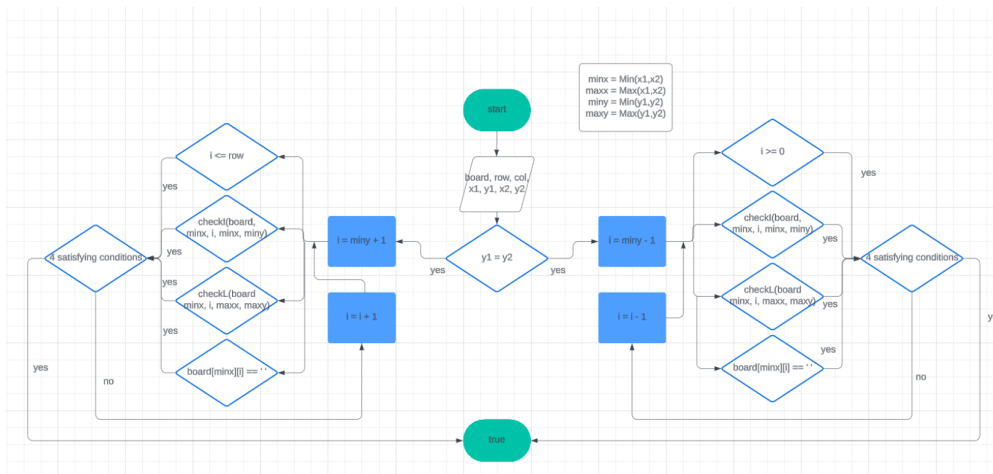 minx = Min(x1,x2)
maxx = Max(x1,x2)
miny = Min(y1,y2)
maxy = Max(y1,y2)
start
board, row, col,
x1, y1, x2, y2
y1 = y2
yes
yes
i = miny + 1
i = i + 1
i <= row
yes
checkI(board,
minx, i, minx, miny)
yes
checkL(board
minx, i, maxx, maxy)
yes
board[minx][i] == ' '
yes
4 satisfying conditions
yes
no
i = miny - 1
i = i - 1
i >= 0
yes
checkI(board,
minx, i, minx, miny)
yes
checkL(board
minx, i, maxx, maxy)
yes
board[minx][i] == ' '
yes
4 satisfying conditions
y
no
true